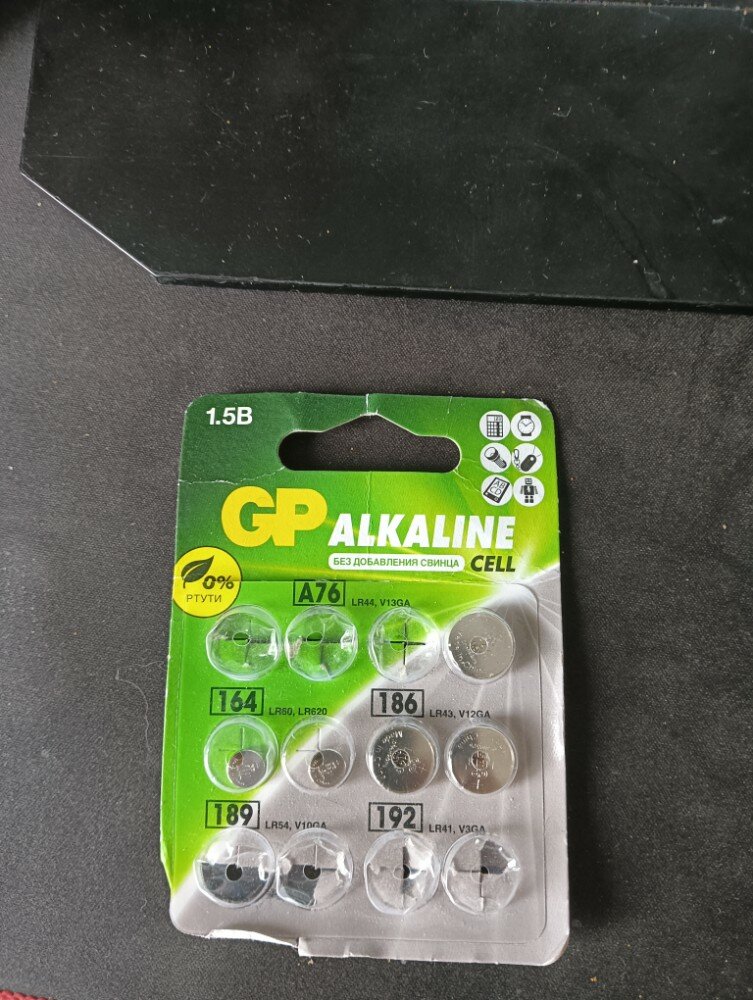 1.5В
GP ALKALINE
БЕЗ ДОБАВЛЕНИЯ СВИНЦА CELL
0%
РТУТИ
A76 LR44, V13GA
164 LR60, LR620
186 LR43, V12GA
189 LR54, V10GA
192 LR41, V3GA